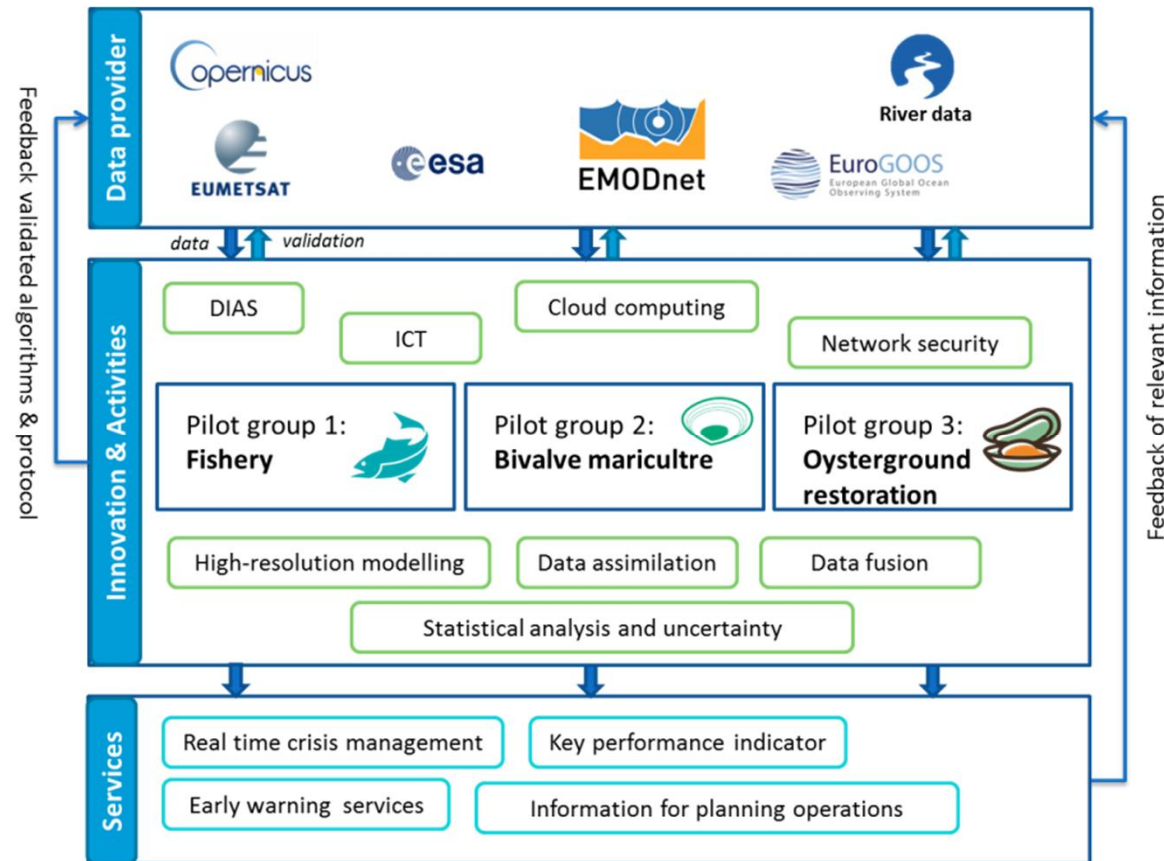 Data provider
Copernicus
River data
EUMETSAT
esa
EMODnet
EuroGOOS
European Global Ocean
Observing System
data
validation
Feedback validated algorithms & protocol
Feedback of relevant information
Innovation & Activities
DIAS
Cloud computing
ICT
Network security
Pilot group 1:
Fishery
Pilot group 2:
Bivalve maricultre
Pilot group 3:
Oysterground
restoration
High-resolution modelling
Data assimilation
Data fusion
Statistical analysis and uncertainty
Services
Real time crisis management
Key performance indicator
Early warning services
Information for planning operations